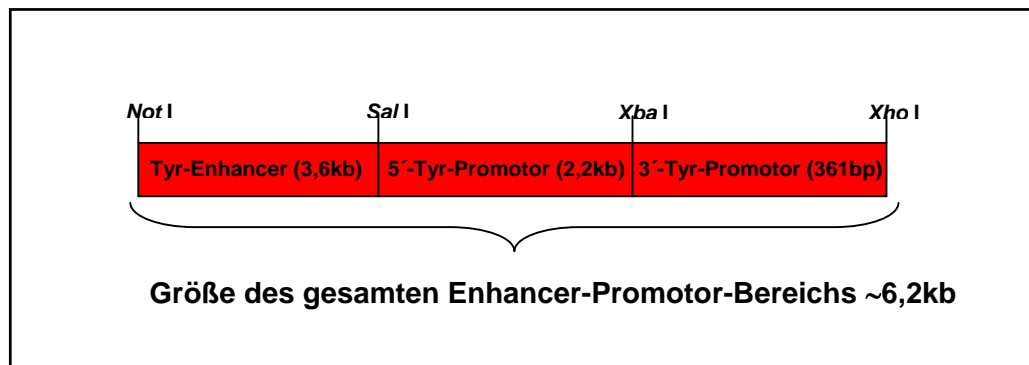 Not I Sal I Xba I Xho I
Tyr-Enhancer (3,6kb) 5´-Tyr-Promotor (2,2kb) 3´-Tyr-Promotor (361bp)
Größe des gesamten Enhancer-Promotor-Bereichs ~6,2kb